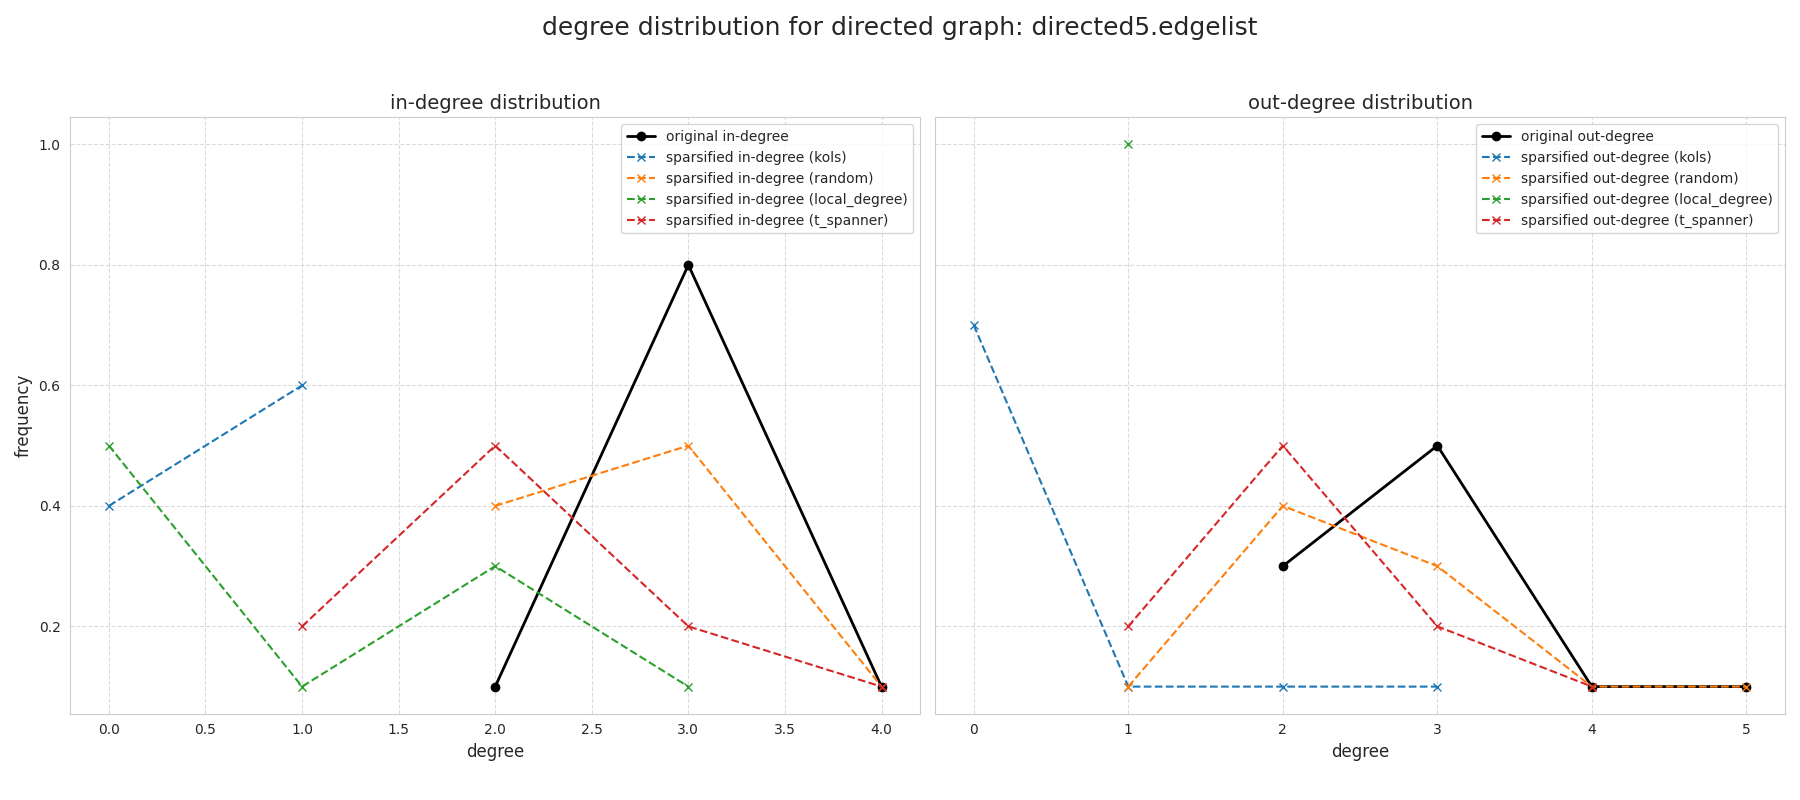 degree distribution for directed graph: directed5.edgelist
in-degree distribution
original in-degree
sparsified in-degree (kols)
sparsified in-degree (random)
sparsified in-degree (local_degree)
sparsified in-degree (t_spanner)
frequency
1.0
0.8
0.6
0.4
0.2
0.0 0.5 1.0 1.5 2.0 2.5 3.0 3.5 4.0
degree
out-degree distribution
original out-degree
sparsified out-degree (kols)
sparsified out-degree (random)
sparsified out-degree (local_degree)
sparsified out-degree (t_spanner)
0 1 2 3 4 5
degree